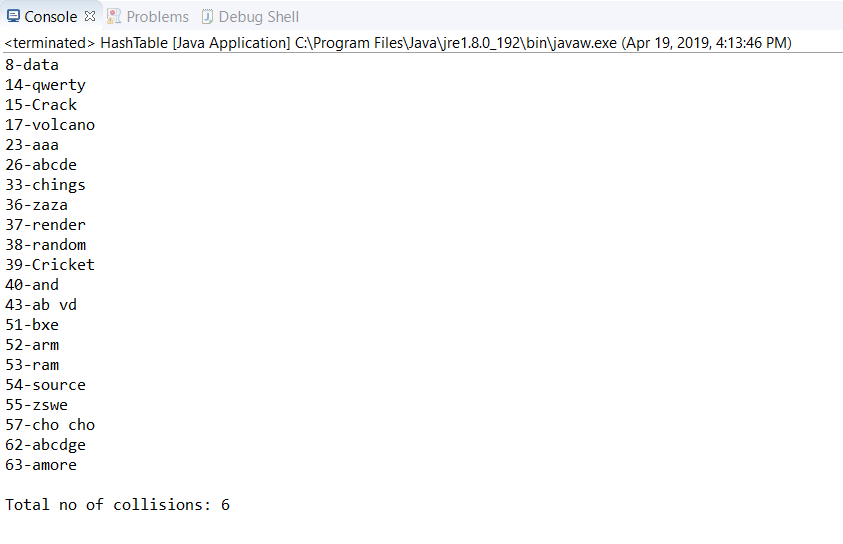 Console Problems Debug Shell
<terminated> HashTable [Java Application] C:\Program Files\Java\jre1.8.0_192\bin\javaw.exe (Apr 19, 2019, 4:13:46 PM)
8-data
14-qwerty
15-Crack
17-volcano
23-aaa
26-abcde
33-chings
36-zaza
37-render
38-random
39-Cricket
40-and
43-ab vd
51-bxe
52-arm
53-ram
54-source
55-zswe
57-cho cho
62-abcdge
63-amore
Total no of collisions: 6